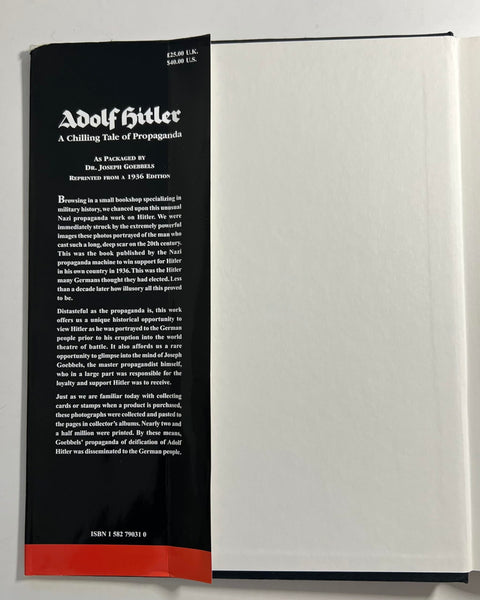 £25.00 U.K.
$40.00 U.S.
Adolf Hitler
A Chilling Tale of Propaganda
As Packaged by
Dr. Joseph Goebbels
Reprinted from a 1936 Edition
Browsing in a small bookshop specializing in
military history, we chanced upon this unusual
Nazi propaganda work on Hitler. We were
immediately struck by the extremely powerful
images these photos portrayed of the man who
cast such a long, deep scar on the 20th century.
This was the book published by the Nazi
propaganda machine to win support for Hitler
in his own country in 1936. This was the Hitler
many Germans thought they had elected. Less
than a decade later how illusory all this proved
to be.
Distasteful as the propaganda is, this work
offers us a unique historical opportunity to
view Hitler as he was portrayed to the German
people prior to his eruption into the world
theatre of battle. It also affords us a rare
opportunity to glimpse into the mind of Joseph
Goebbels, the master propagandist himself,
who in a large part was responsible for the
loyalty and support Hitler was to receive.
Just as we are familiar today with collecting
cards or stamps when a product is purchased,
these photographs were collected and pasted to
the pages in collector's albums. Nearly two and
a half million were printed. By these means,
Goebbels' propaganda of deification of Adolf
Hitler was disseminated to the German people.
ISBN 1 582 79031 0